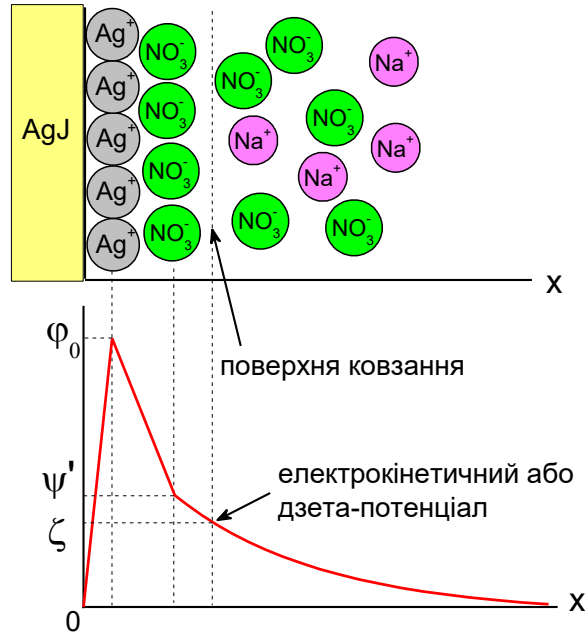 AgJ
Ag⁺
Ag⁺
Ag⁺
Ag⁺
Ag⁺
NO₃⁻
NO₃⁻
NO₃⁻
NO₃⁻
NO₃⁻
NO₃⁻
NO₃⁻
NO₃⁻
NO₃⁻
Na⁺
Na⁺
Na⁺
Na⁺
x
поверхня ковзання
φ₀
ψ'
ζ
електрокінетичний або
дзета-потенціал
0
x